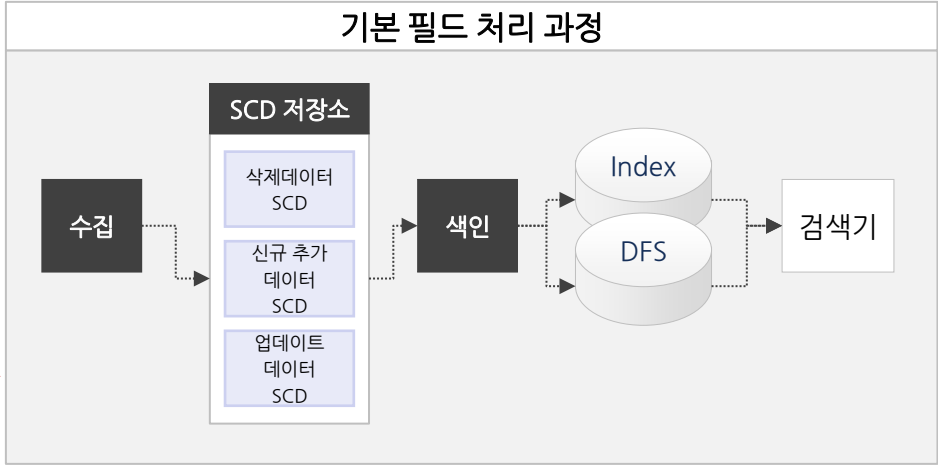 기본 필드 처리 과정
SCD 저장소
삭제데이터
SCD
신규 추가
데이터
SCD
업데이트
데이터
SCD
수집
색인
Index
DFS
검색기